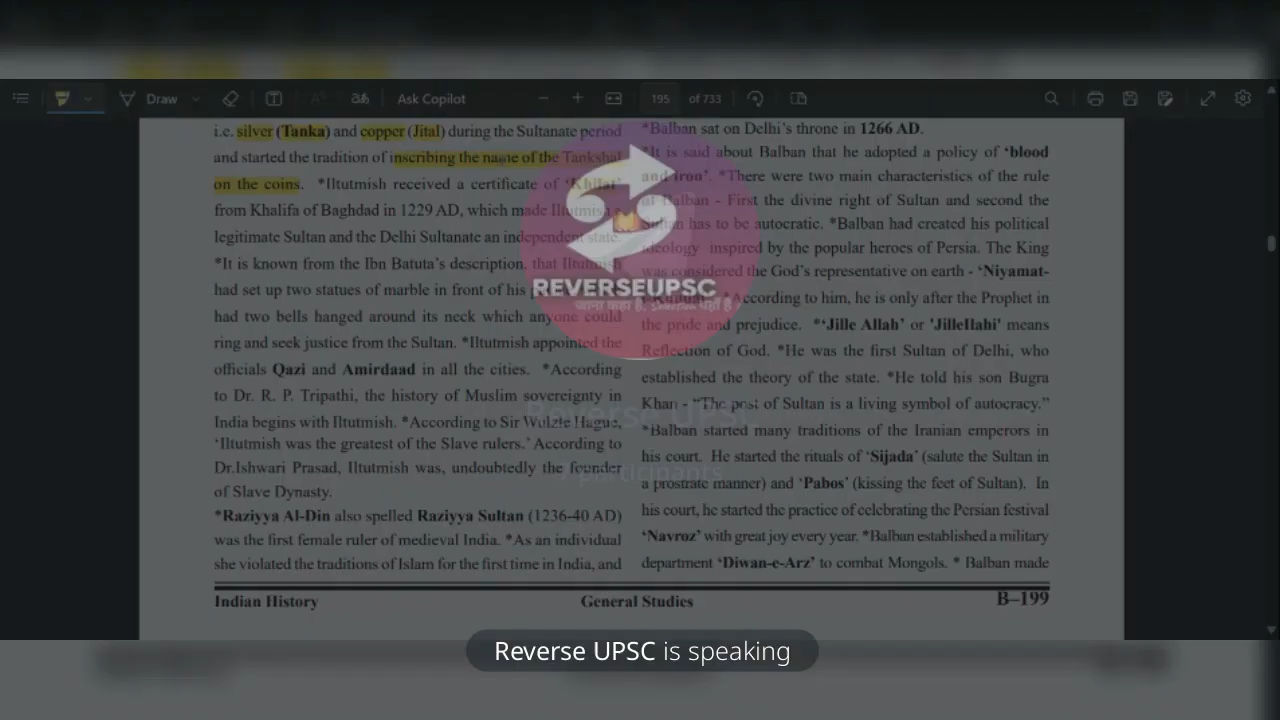 Draw
Ask Copilot
195 of 733
i.e. silver (Tanka) and copper (Jital) during the Sultanate period
and started the tradition of inscribing the name of the Tankshal
on the coins. *Iltutmish received a certificate of 'Khilat'
from Khalifa of Baghdad in 1229 AD, which made Iltutmish a
legitimate Sultan and the Delhi Sultanate an independent state.
*It is known from the Ibn Batuta's description, that Iltutmish
had set up two statues of marble in front of his
had two bells hanged around its neck which anyone could
ring and seek justice from the Sultan. *Iltutmish appointed the
officials Qazi and Amirdaad in all the cities. *According
to Dr. R. P. Tripathi, the history of Muslim sovereignty in
India begins with Iltutmish. *According to Sir Wulzle Hague,
'Iltutmish was the greatest of the Slave rulers.' According to
Dr.Ishwari Prasad, Iltutmish was, undoubtedly the founder
of Slave Dynasty.
*Raziyya Al-Din also spelled Raziyya Sultan (1236-40 AD)
was the first female ruler of medieval India. *As an individual
she violated the traditions of Islam for the first time in India, and
*Balban sat on Delhi's throne in 1266 AD.
*It is said about Balban that he adopted a policy of 'blood
and iron'. *There were two main characteristics of the rule
of Balban - First the divine right of Sultan and second the
Sultan has to be autocratic. *Balban had created his political
ideology inspired by the popular heroes of Persia. The King
was considered the God's representative on earth - 'Niyamat-
*According to him, he is only after the Prophet in
the pride and prejudice. *'Jille Allah' or 'JilleIlahi' means
Reflection of God. *He was the first Sultan of Delhi, who
established the theory of the state. *He told his son Bugra
Khan - “The post of Sultan is a living symbol of autocracy.”
*Balban started many traditions of the Iranian emperors in
his court. He started the rituals of 'Sijada' (salute the Sultan in
a prostrate manner) and 'Pabos' (kissing the feet of Sultan). In
his court, he started the practice of celebrating the Persian festival
'Navroz' with great joy every year. *Balban established a military
department 'Diwan-e-Arz' to combat Mongols. * Balban made
Indian History General Studies B–199
REVERSEUPSC
Reverse UPSC
7 participants
Reverse UPSC is speaking